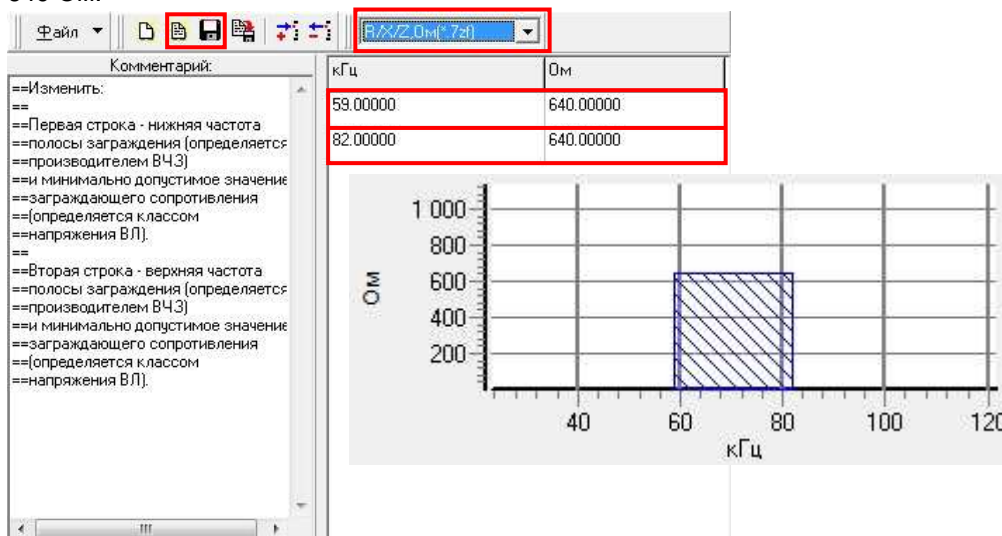 Файл
R/X/Z,Ом(*.7zf)
Комментарий:
==Изменить:
==
==Первая строка - нижняя частота
==полосы заграждения (определяется
==производителем ВЧЗ)
==и минимально допустимое значение
==заграждающего сопротивления
==(определяется классом
==напряжения ВЛ).
==
==Вторая строка - верхняя частота
==полосы заграждения (определяется
==производителем ВЧЗ)
==и минимально допустимое значение
==заграждающего сопротивления
==(определяется классом
==напряжения ВЛ).
кГц Ом
59.00000 640.00000
82.00000 640.00000
1 000
800
600
400
200
Ом
40 60 80 100 120
кГц